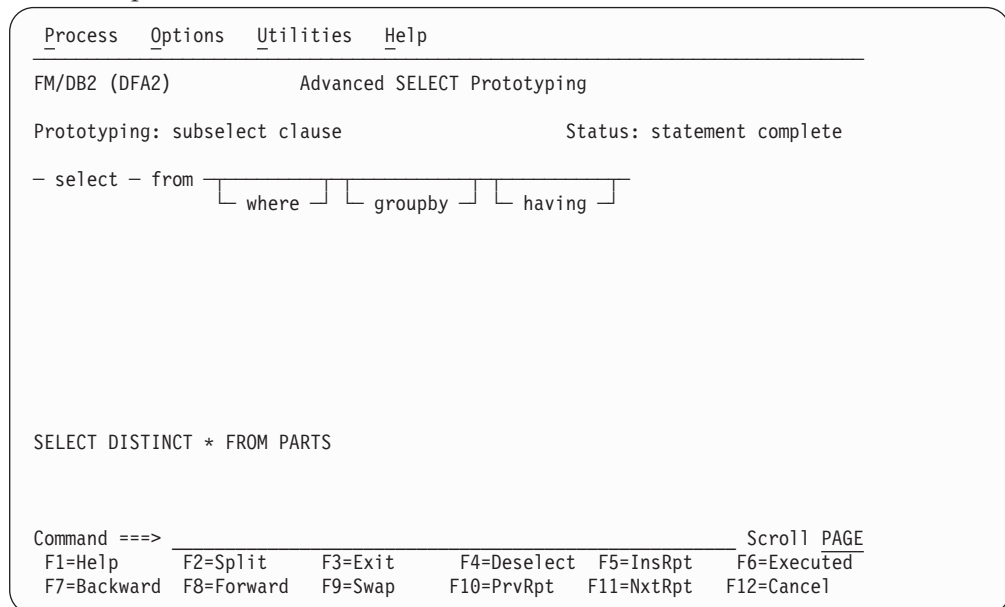 Process Options Utilities Help
FM/DB2 (DFA2) Advanced SELECT Prototyping
Prototyping: subselect clause Status: statement complete
select from
where groupby having
SELECT DISTINCT * FROM PARTS
Command ===> Scroll PAGE
F1=Help F2=Split F3=Exit F4=Deselect F5=InsRpt F6=Executed
F7=Backward F8=Forward F9=Swap F10=PrvRpt F11=NxtRpt F12=Cancel